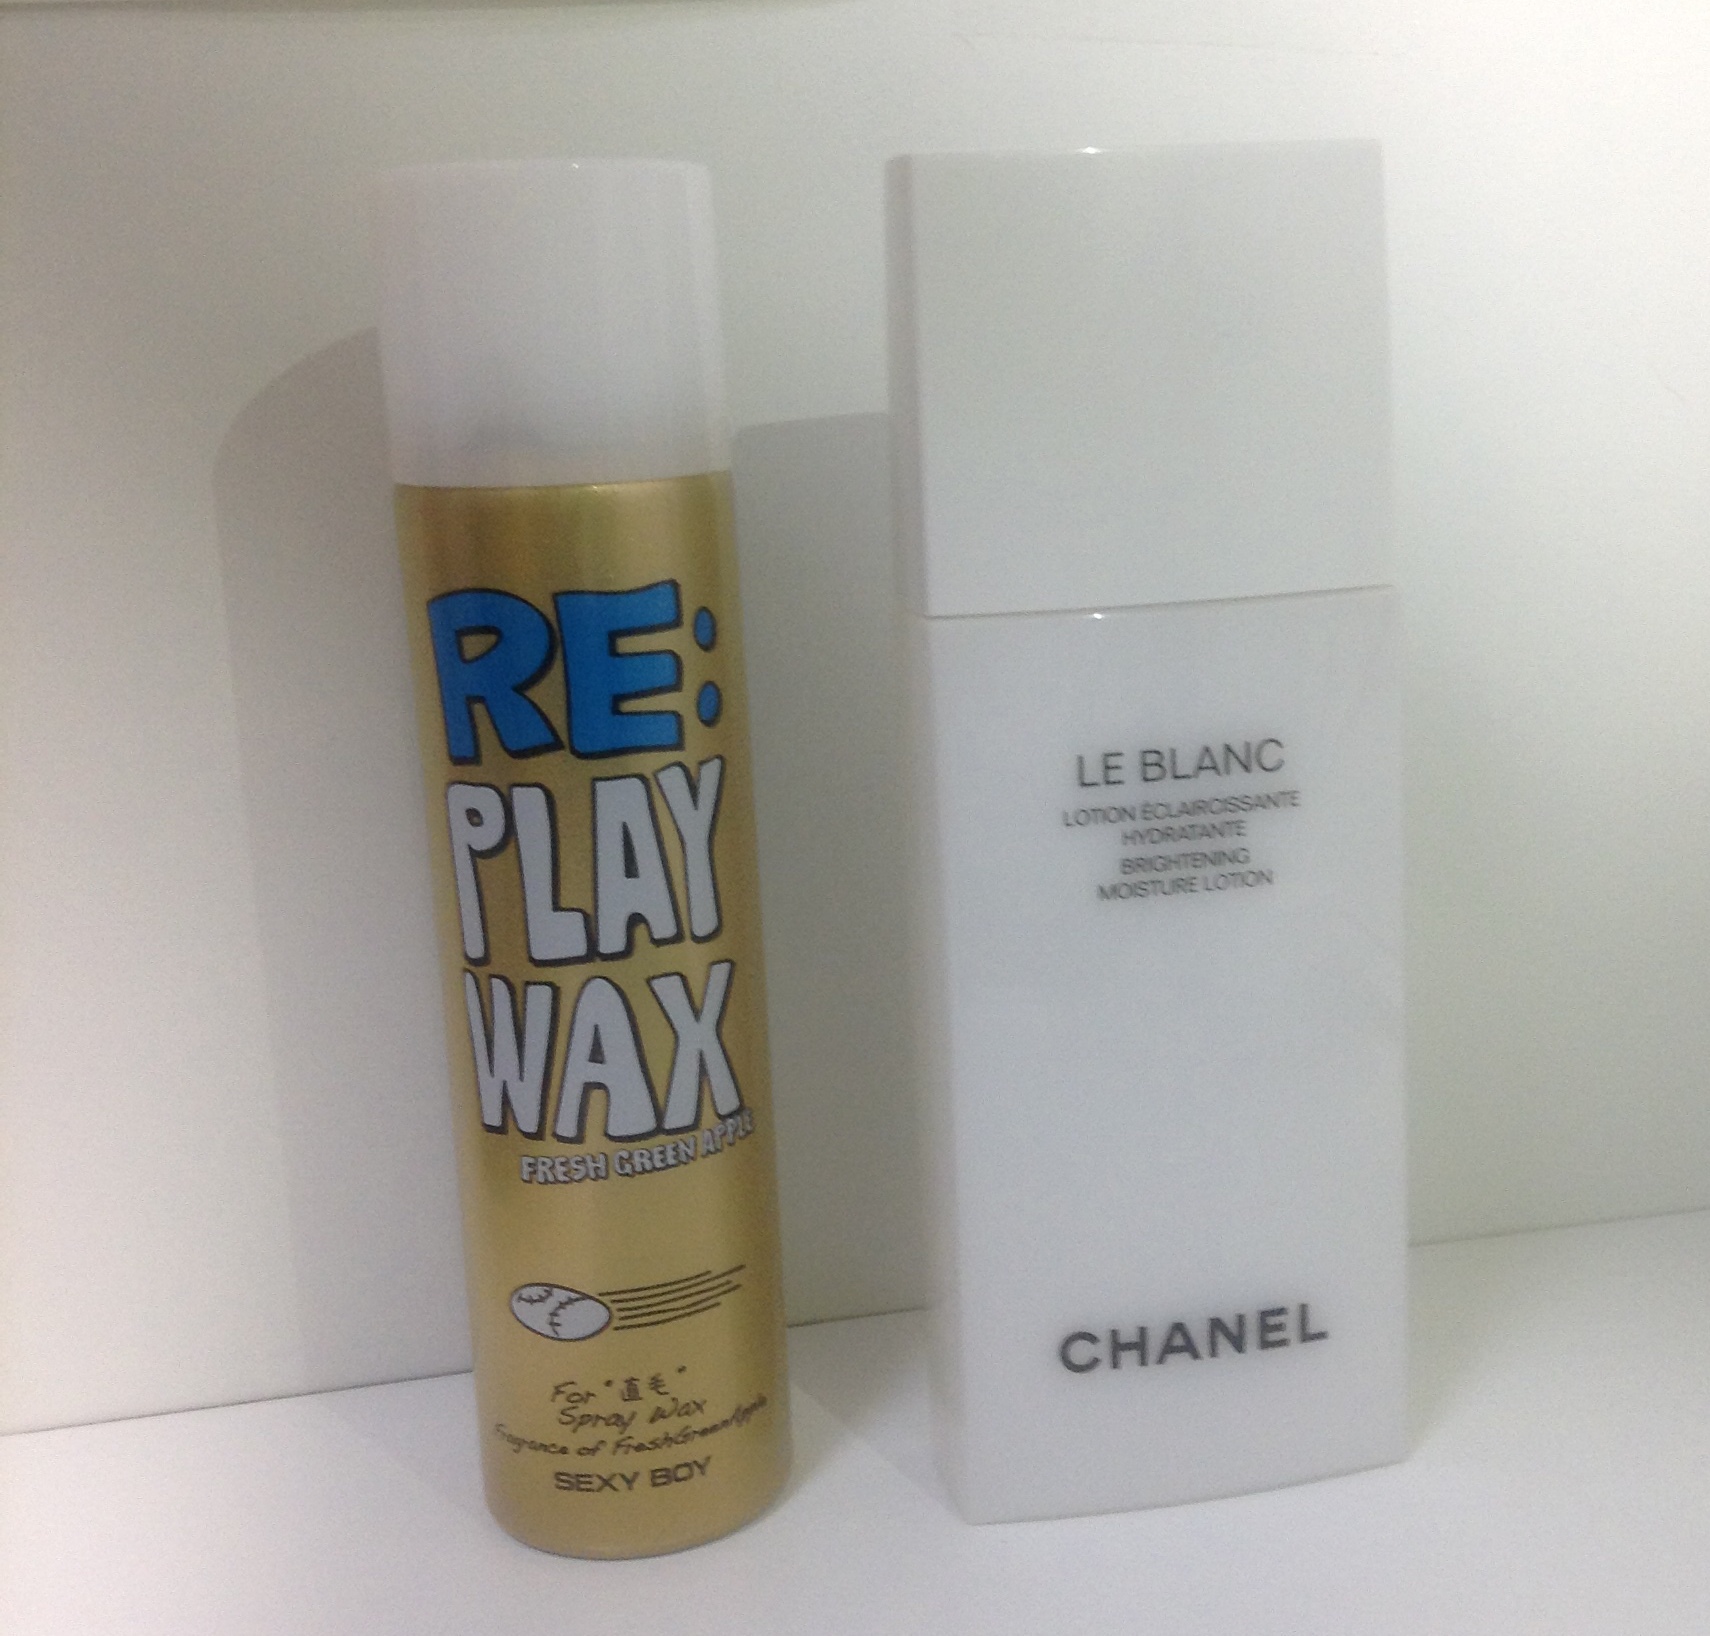 RE:
PLAY
WAX
FRESH GREEN APPLE
For "直毛"
Spray Wax
Fragrance of FreshGreenApple
SEXY BOY
LE BLANC
LOTION ÉCLAIRCISSANTE
HYDRATANTE
BRIGHTENING
MOISTURE LOTION
CHANEL